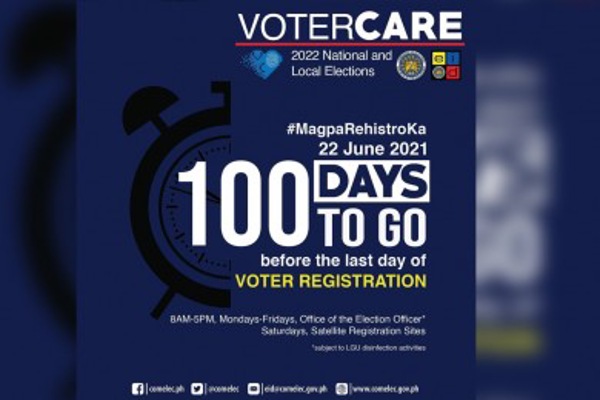 VOTERCARE
2022 National and
Local Elections
#MagpaRehistroKa
22 June 2021
100 DAYS
TO GO
before the last day of
VOTER REGISTRATION
8AM-5PM, Mondays-Fridays, Office of the Election Officer*
Saturdays, Satellite Registration Sites
*subject to LGU disinfection activities
comelec.ph @comelec eid@comelec.gov.ph www.comelec.gov.ph